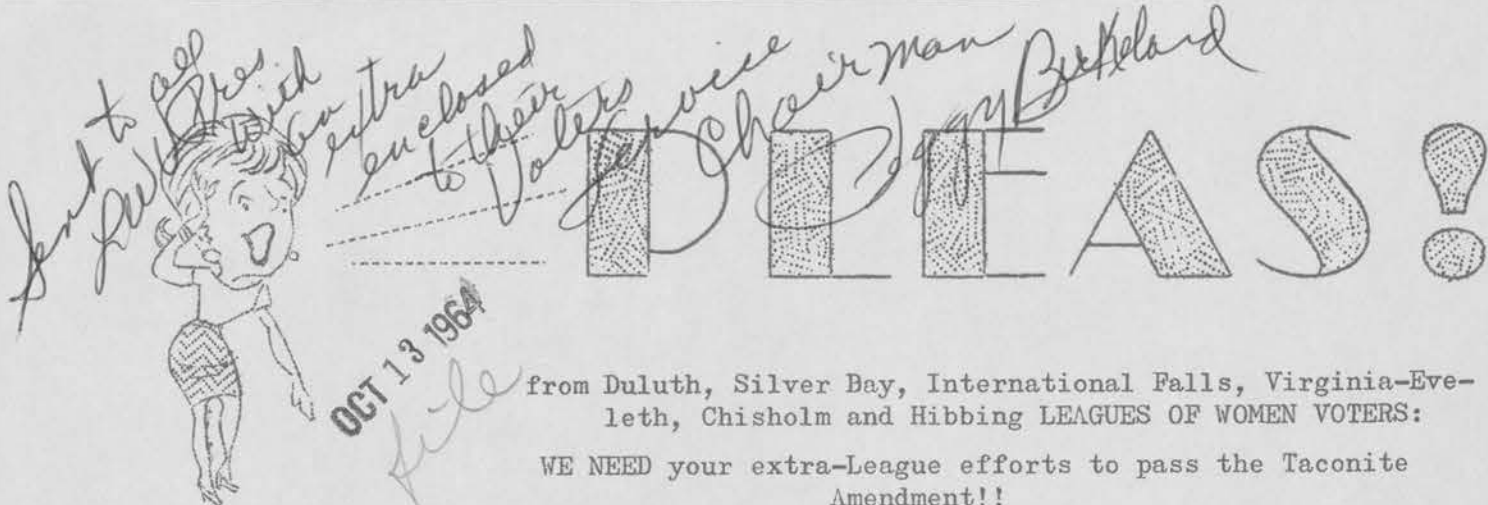 Sent to all
LWV Pres.
with
an extra
enclosed
to their
Voters
Service
Chairman
Peggy Birkeland
PLEAS!
OCT 13 1964
file
from Duluth, Silver Bay, International Falls, Virginia-Eve-
leth, Chisholm and Hibbing LEAGUES OF WOMEN VOTERS:
WE NEED your extra-League efforts to pass the Taconite
Amendment!!